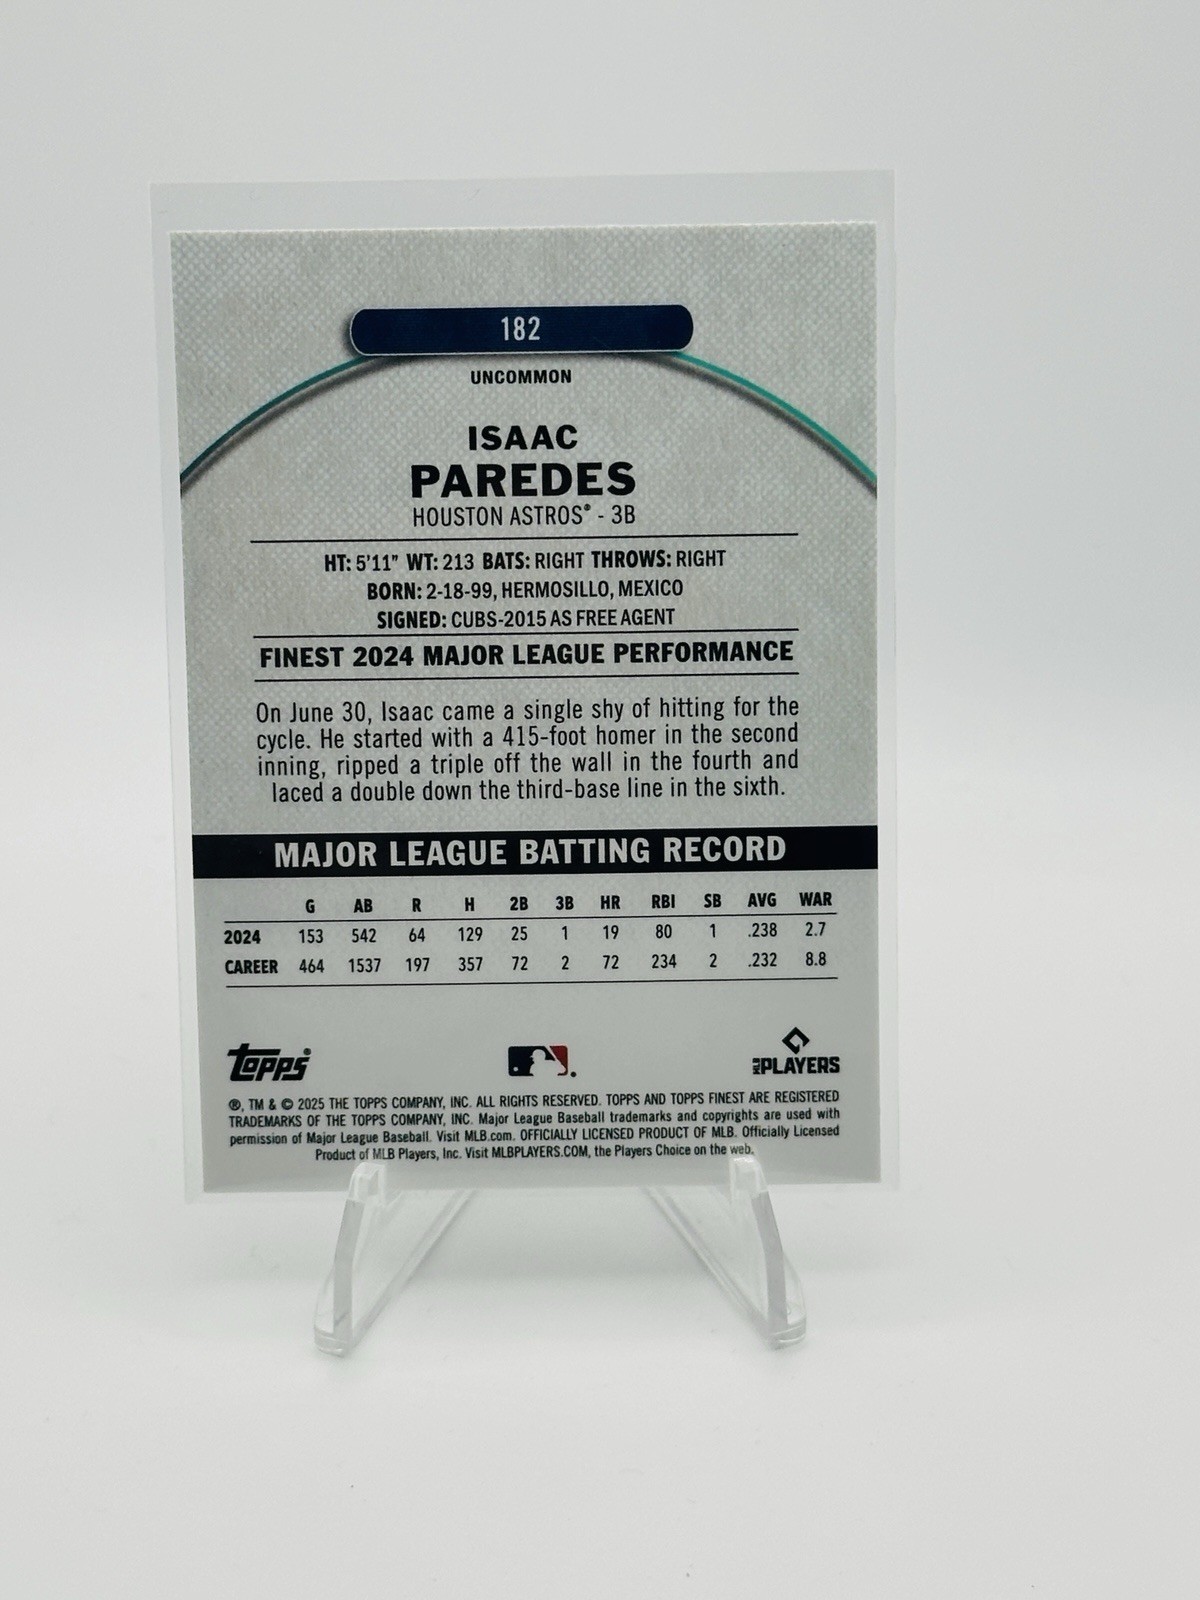 182
UNCOMMON
ISAAC
PAREDES
HOUSTON ASTROS® - 3B
HT: 5'11" WT: 213 BATS: RIGHT THROWS: RIGHT
BORN: 2-18-99, HERMOSILLO, MEXICO
SIGNED: CUBS-2015 AS FREE AGENT
FINEST 2024 MAJOR LEAGUE PERFORMANCE
On June 30, Isaac came a single shy of hitting for the
cycle. He started with a 415-foot homer in the second
inning, ripped a triple off the wall in the fourth and
laced a double down the third-base line in the sixth.
MAJOR LEAGUE BATTING RECORD
G AB R H 2B 3B HR RBI SB AVG WAR
2024 153 542 64 129 25 1 19 80 1 .238 2.7
CAREER 464 1537 197 357 72 2 72 234 2 .232 8.8
Topps®
MLB PLAYERS
®, TM & © 2025 THE TOPPS COMPANY, INC. ALL RIGHTS RESERVED. TOPPS AND TOPPS FINEST ARE REGISTERED
TRADEMARKS OF THE TOPPS COMPANY, INC. Major League Baseball trademarks and copyrights are used with
permission of Major League Baseball. Visit MLB.com. OFFICIALLY LICENSED PRODUCT OF MLB. Officially Licensed
Product of MLB Players, Inc. Visit MLBPLAYERS.COM, the Players Choice on the web.